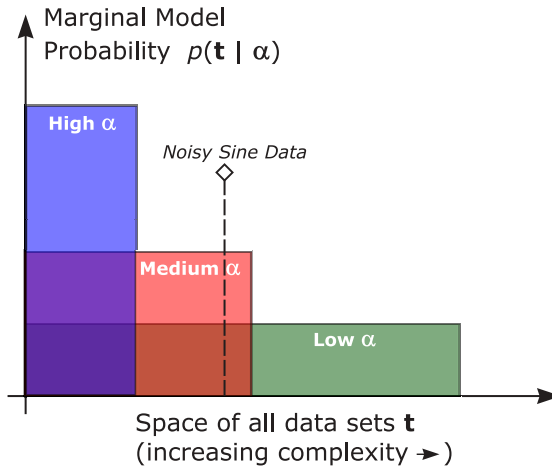 Marginal Model
Probability p(t | α)
High α
Noisy Sine Data
Medium α
Low α
Space of all data sets t
(increasing complexity →)